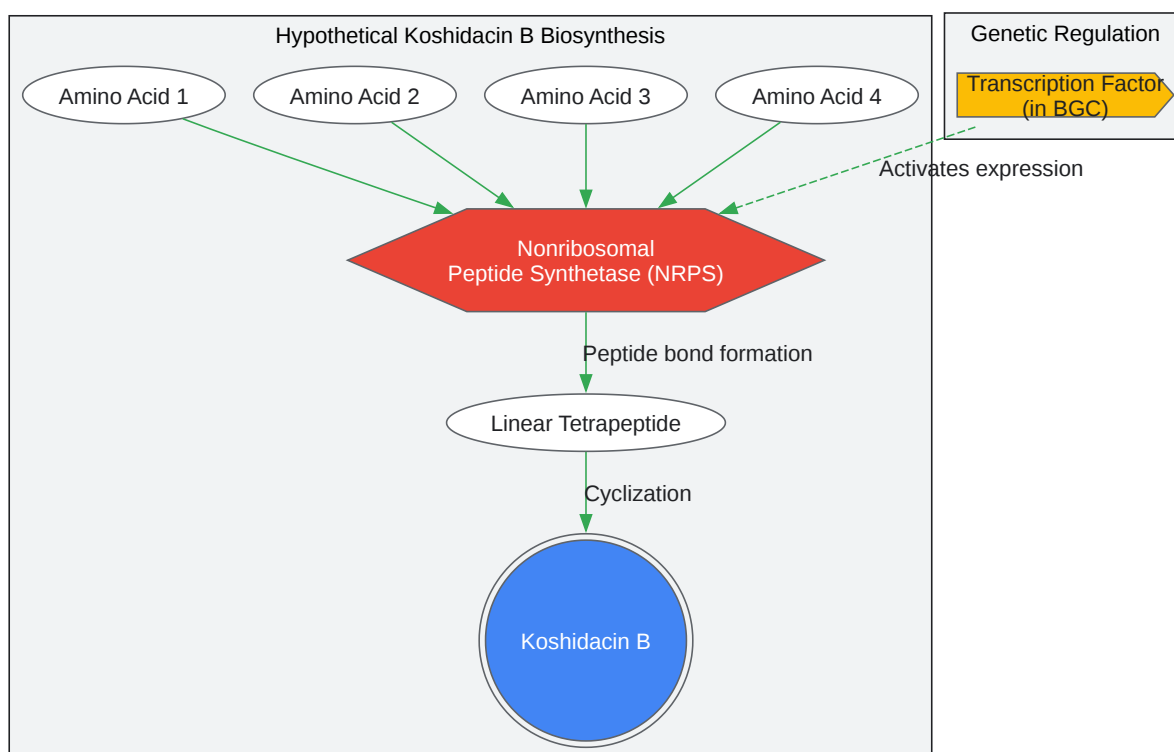 Hypothetical Koshidacin B Biosynthesis
Genetic Regulation
Amino Acid 1
Amino Acid 2
Amino Acid 3
Amino Acid 4
Transcription Factor
(in BGC)
Activates expression
Nonribosomal
Peptide Synthetase (NRPS)
Peptide bond formation
Linear Tetrapeptide
Cyclization
Koshidacin B